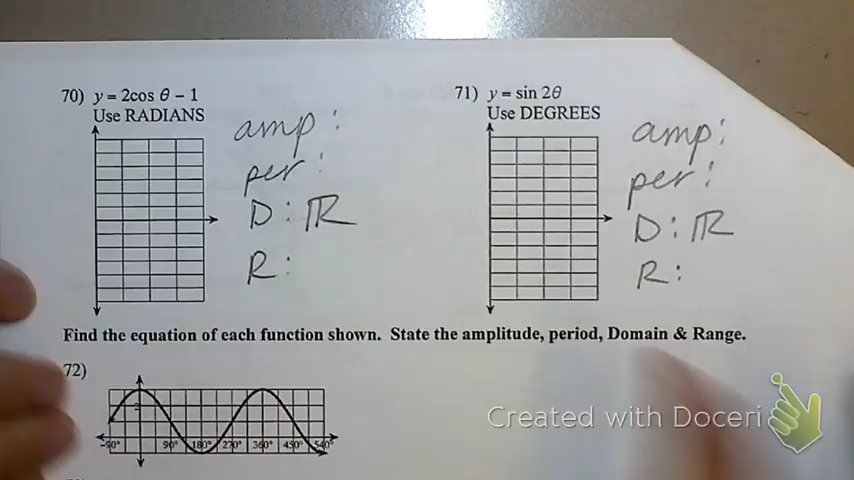 70) y = 2cos θ − 1
Use RADIANS
amp:
per:
D: ℝ
R:
71) y = sin 2θ
Use DEGREES
amp:
per:
D: ℝ
R:
Find the equation of each function shown. State the amplitude, period, Domain & Range.
72)
2
−90° 90° 180° 270° 360° 450° 540°
Created with Doceri